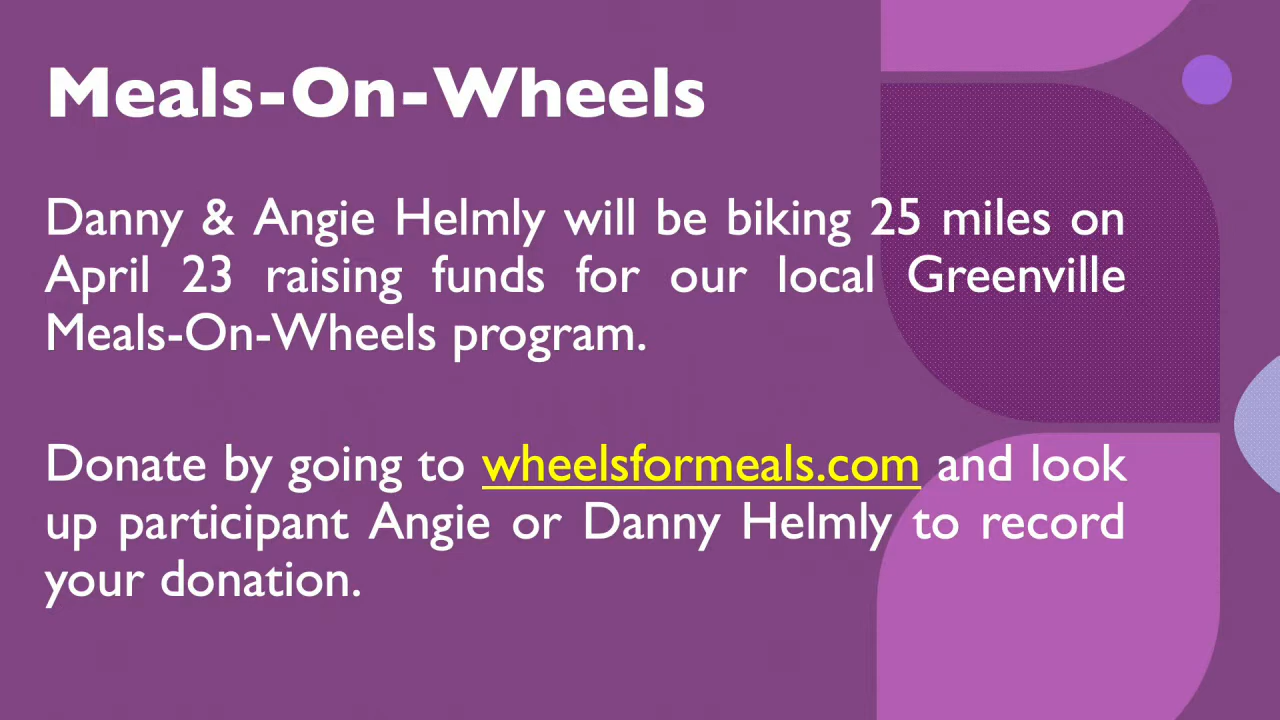 Meals-On-Wheels
Danny & Angie Helmly will be biking 25 miles on
April 23 raising funds for our local Greenville
Meals-On-Wheels program.
Donate by going to wheelsformeals.com and look
up participant Angie or Danny Helmly to record
your donation.